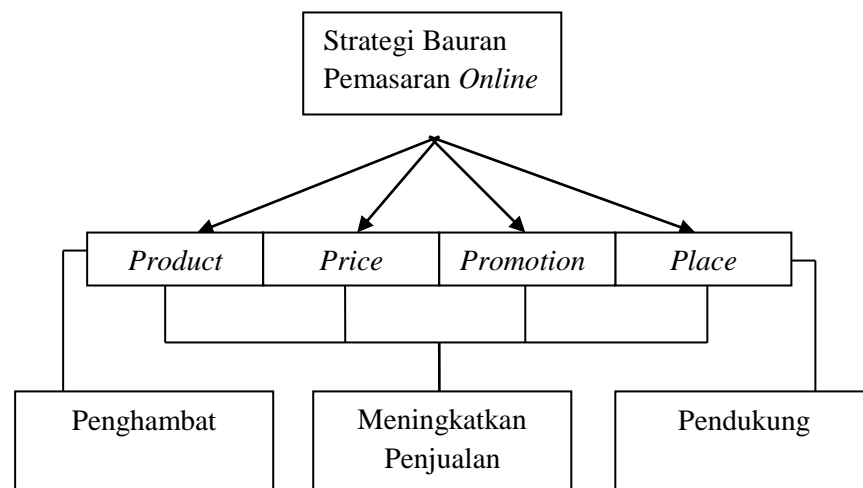 Strategi Bauran
Pemasaran Online
Product Price Promotion Place
Penghambat Meningkatkan Pendukung
Penjualan